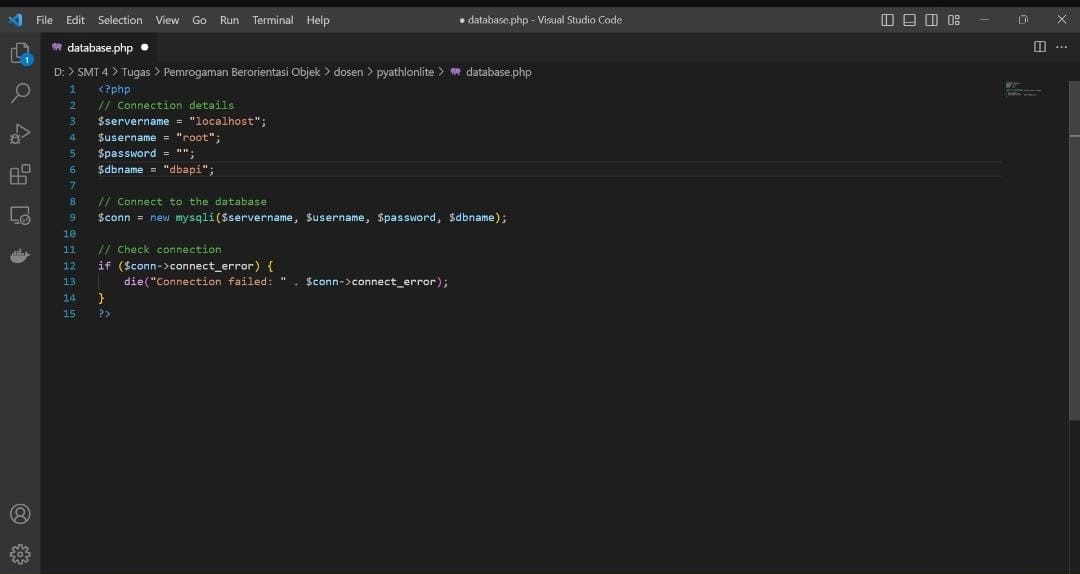 File Edit Selection View Go Run Terminal Help
● database.php - Visual Studio Code
database.php ●
1
D: > SMT 4 > Tugas > Pemrogaman Berorientasi Objek > dosen > pyathlonlite > database.php
1 <?php
2 // Connection details
3 $servername = "localhost";
4 $username = "root";
5 $password = "";
6 $dbname = "dbapi";
7
8 // Connect to the database
9 $conn = new mysqli($servername, $username, $password, $dbname);
10
11 // Check connection
12 if ($conn->connect_error) {
13     die("Connection failed: " . $conn->connect_error);
14 }
15 ?>